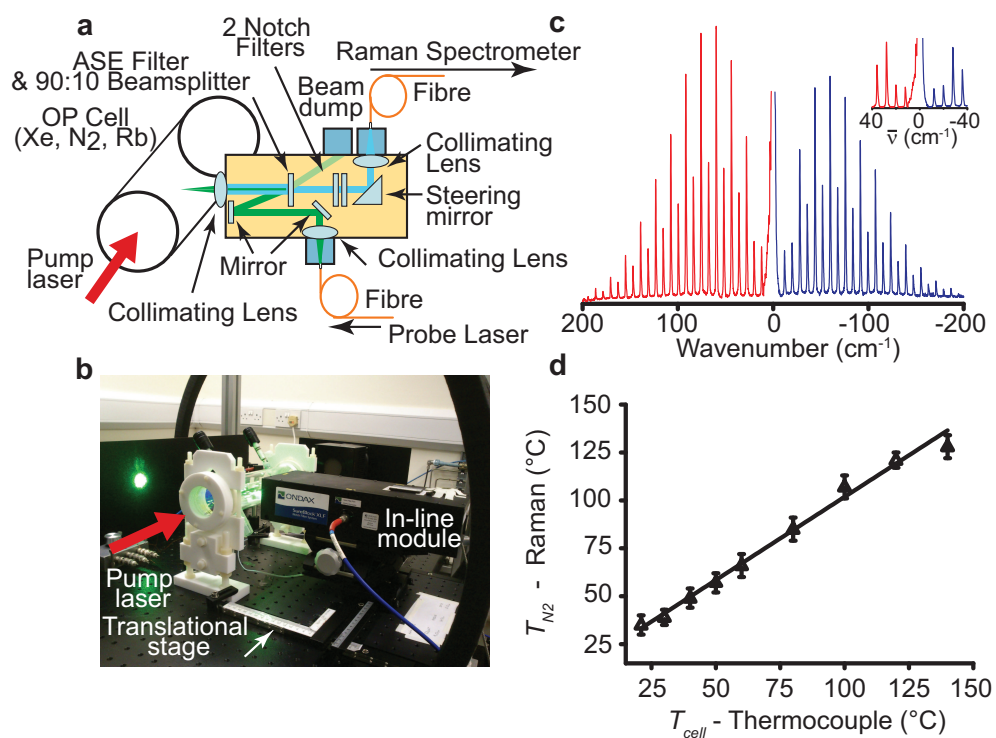 a
2 Notch
Filters
Raman Spectrometer
ASE Filter
& 90:10 Beamsplitter
Beam
dump
Fibre
OP Cell
(Xe, N2, Rb)
Collimating
Lens
Steering
mirror
Pump
laser
Mirror
Collimating Lens
Collimating Lens
Fibre
Probe Laser
b
ONDAX
In-line
module
Pump
laser
Translational
stage
c
40 0 -40
ν̅ (cm-1)
200 100 0 -100 -200
Wavenumber (cm-1)
d
150
125
100
75
50
25
TN2 - Raman (°C)
25 50 75 100 125 150
Tcell - Thermocouple (°C)